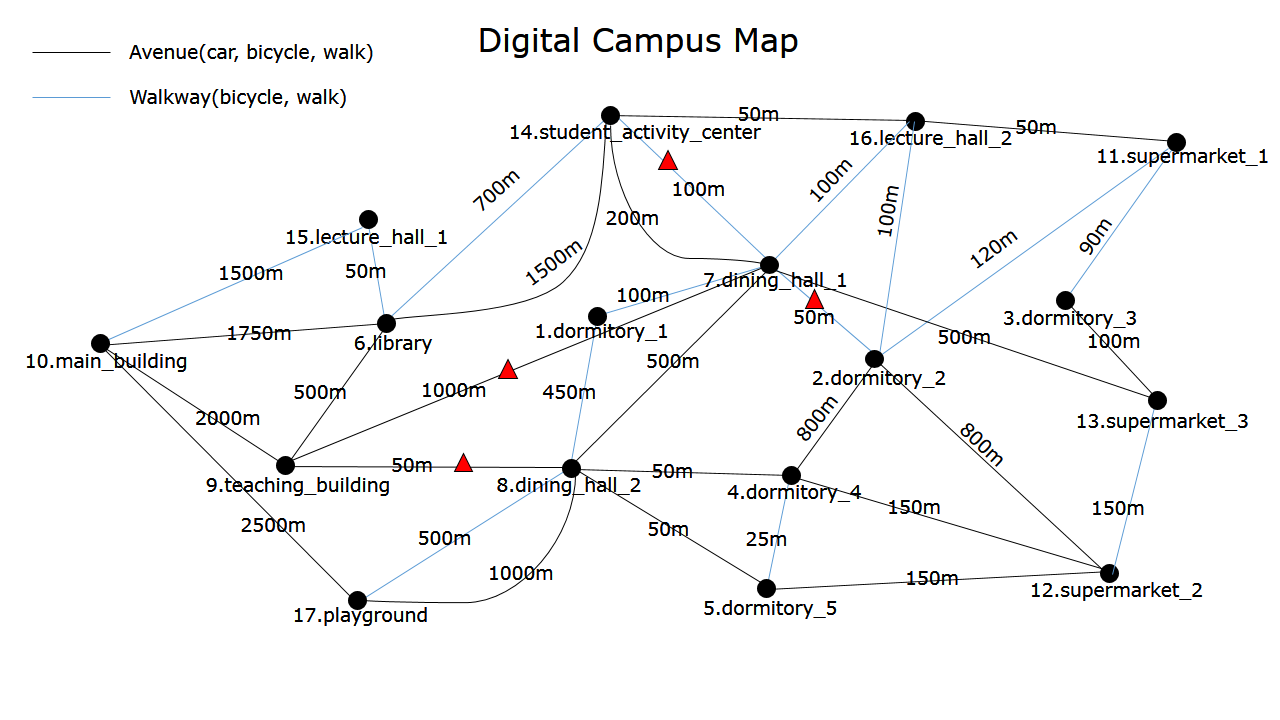 Digital Campus Map
Avenue(car, bicycle, walk)
Walkway(bicycle, walk)
50m
14.student_activity_center
16.lecture_hall_2
50m
11.supermarket_1
700m
100m
100m
100m
200m
15.lecture_hall_1
1500m
50m
1500m
120m
90m
7.dining_hall_1
100m
50m
3.dormitory_3
1750m
6.library
1.dormitory_1
500m
100m
10.main_building
500m
2.dormitory_2
500m
1000m
450m
2000m
800m
800m
13.supermarket_3
50m
50m
9.teaching_building
8.dining_hall_2
4.dormitory_4
150m
150m
2500m
500m
50m
25m
1000m
150m
12.supermarket_2
17.playground
5.dormitory_5